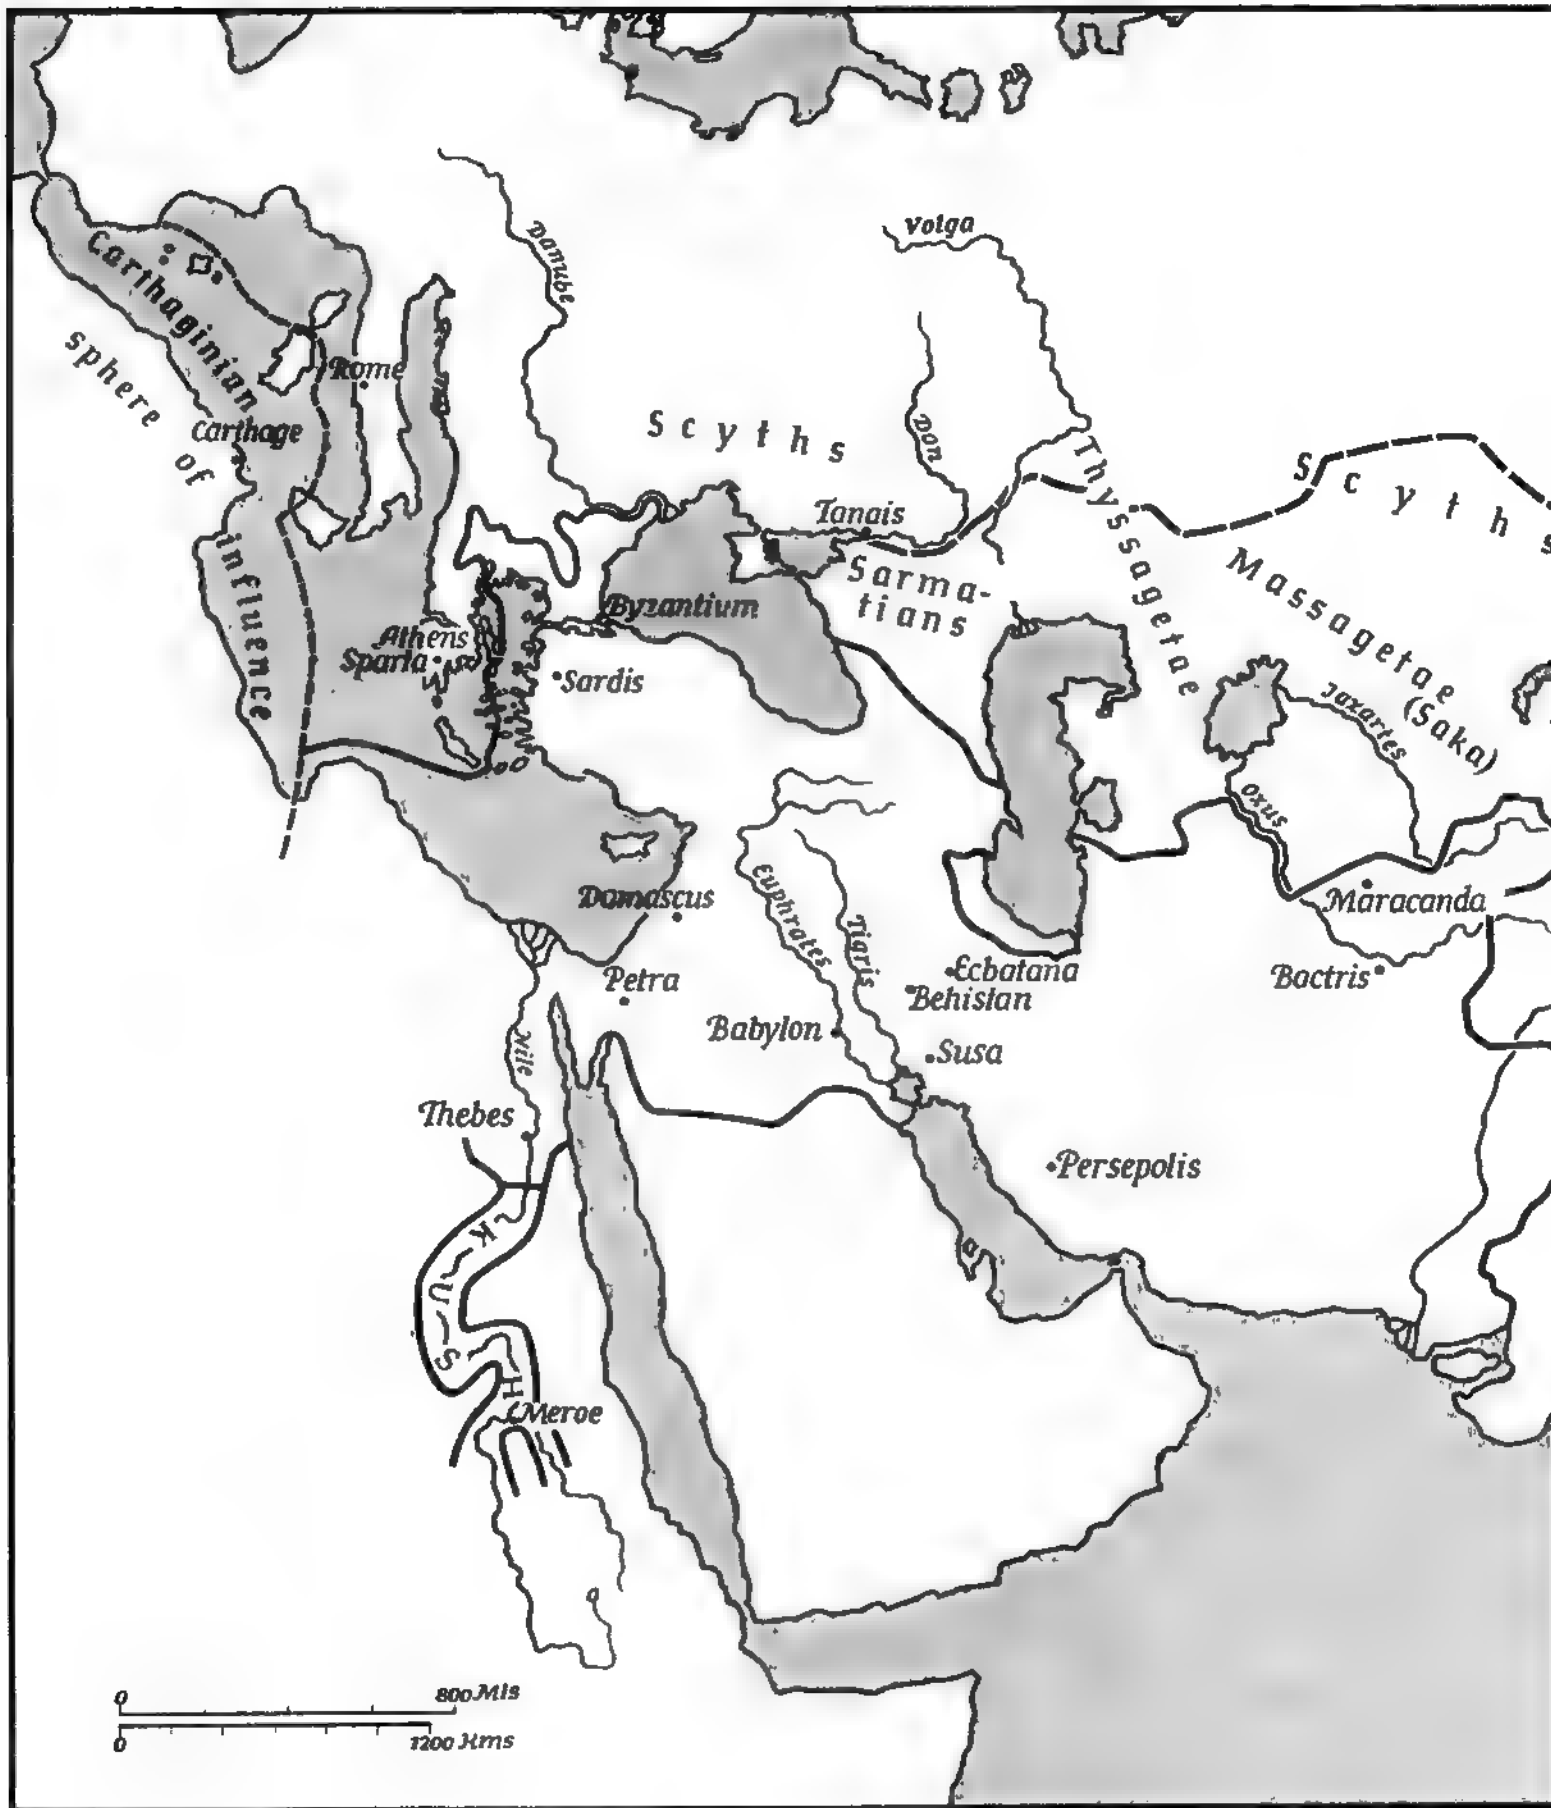 Volga
Danube
Carthaginian
sphere of
influence
Rome
Carthage
Scyths
Don
Thyssagetae
Scyths
Tanais
Sarma-
tians
Massagetae
(Saka)
Byzantium
Athens
Sparta
Sardis
Jaxartes
Oxus
Euphrates
Tigris
Damascus
Maracanda
Ecbatana
Behistan
Bactris
Petra
Babylon
Susa
Nile
Thebes
Persepolis
KUSH
Meroe
0 800 Mls
0 1200 Kms